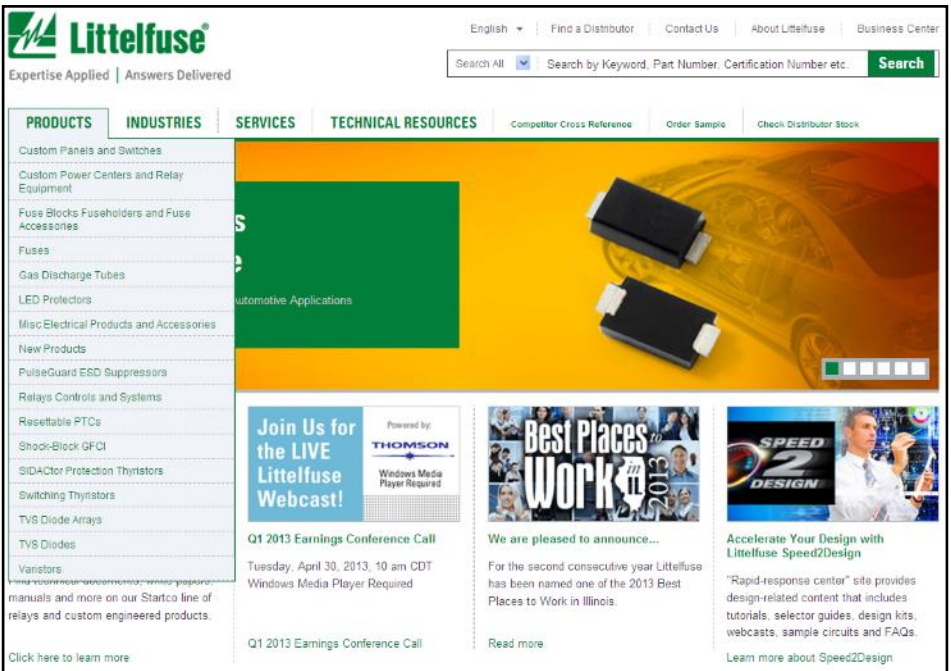 Littelfuse®
Expertise Applied | Answers Delivered
English
Find a Distributor
Contact Us
About Littelfuse
Business Center
Search All
Search by Keyword, Part Number, Certification Number etc.
Search
PRODUCTS
INDUSTRIES
SERVICES
TECHNICAL RESOURCES
Competitor Cross Reference
Order Sample
Check Distributor Stock
Custom Panels and Switches
Custom Power Centers and Relay
Equipment
Fuse Blocks Fuseholders and Fuse
Accessories
Fuses
Gas Discharge Tubes
LED Protectors
Misc Electrical Products and Accessories
New Products
PulseGuard ESD Suppressors
Relays Controls and Systems
Resettable PTCs
Shock-Block GFCI
SIDACtor Protection Thyristors
Switching Thyristors
TVS Diode Arrays
TVS Diodes
Varistors
s
e
utomotive Applications
manuals and more on our Startco line of
relays and custom engineered products.
Click here to learn more
Join Us for
the LIVE
Littelfuse
Webcast!
Powered by:
THOMSON
Windows Media
Player Required
Q1 2013 Earnings Conference Call
Tuesday, April 30, 2013, 10 am CDT
Windows Media Player Required
Q1 2013 Earnings Conference Call
Best Places to
Work in
2013
We are pleased to announce...
For the second consecutive year Littelfuse
has been named one of the 2013 Best
Places to Work in Illinois.
Read more
SPEED
2
DESIGN
Accelerate Your Design with
Littelfuse Speed2Design
"Rapid-response center" site provides
design-related content that includes
tutorials, selector guides, design kits,
webcasts, sample circuits and FAQs.
Learn more about Speed2Design